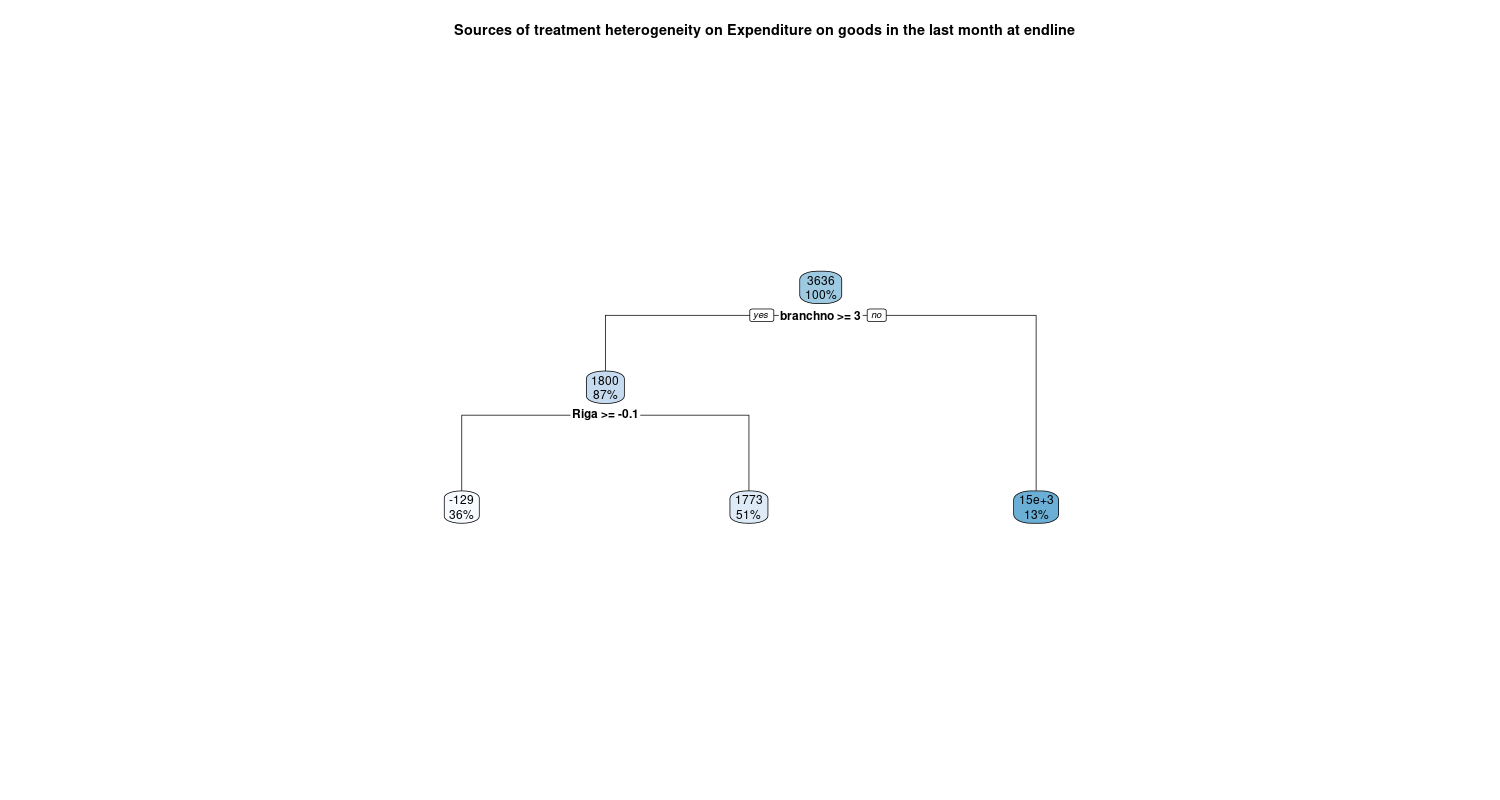 Sources of treatment heterogeneity on Expenditure on goods in the last month at endline
3636
100%
yes branchno >= 3 no
1800
87%
Riga >= -0.1
-129
36%
1773
51%
15e+3
13%